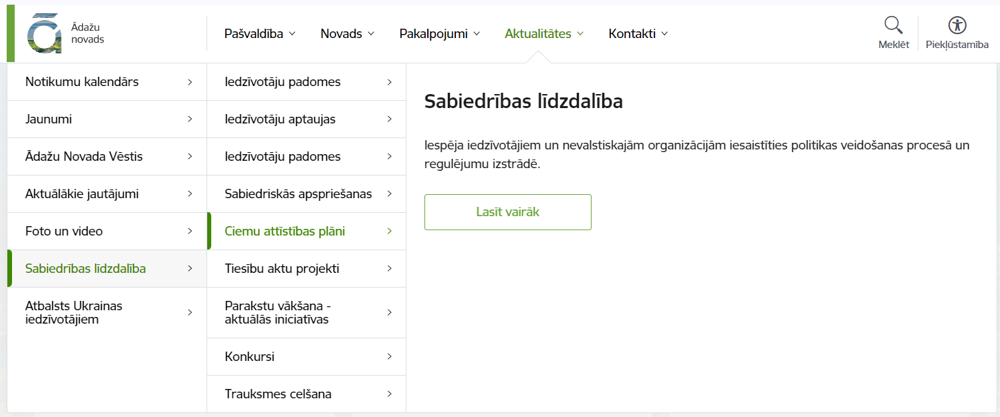 Ādažu
novads
Pašvaldība
Novads
Pakalpojumi
Aktualitātes
Kontakti
Meklēt
Piekļūstamība
Notikumu kalendārs
Jaunumi
Ādažu Novada Vēstis
Aktuālākie jautājumi
Foto un video
Sabiedrības līdzdalība
Atbalsts Ukrainas
iedzīvotājiem
Iedzīvotāju padomes
Iedzīvotāju aptaujas
Iedzīvotāju padomes
Sabiedriskās apspriešanas
Ciemu attīstības plāni
Tiesību aktu projekti
Parakstu vākšana -
aktuālās iniciatīvas
Konkursi
Trauksmes celšana
Sabiedrības līdzdalība
Iespēja iedzīvotājiem un nevalstiskajām organizācijām iesaistīties politikas veidošanas procesā un
regulējumu izstrādē.
Lasīt vairāk